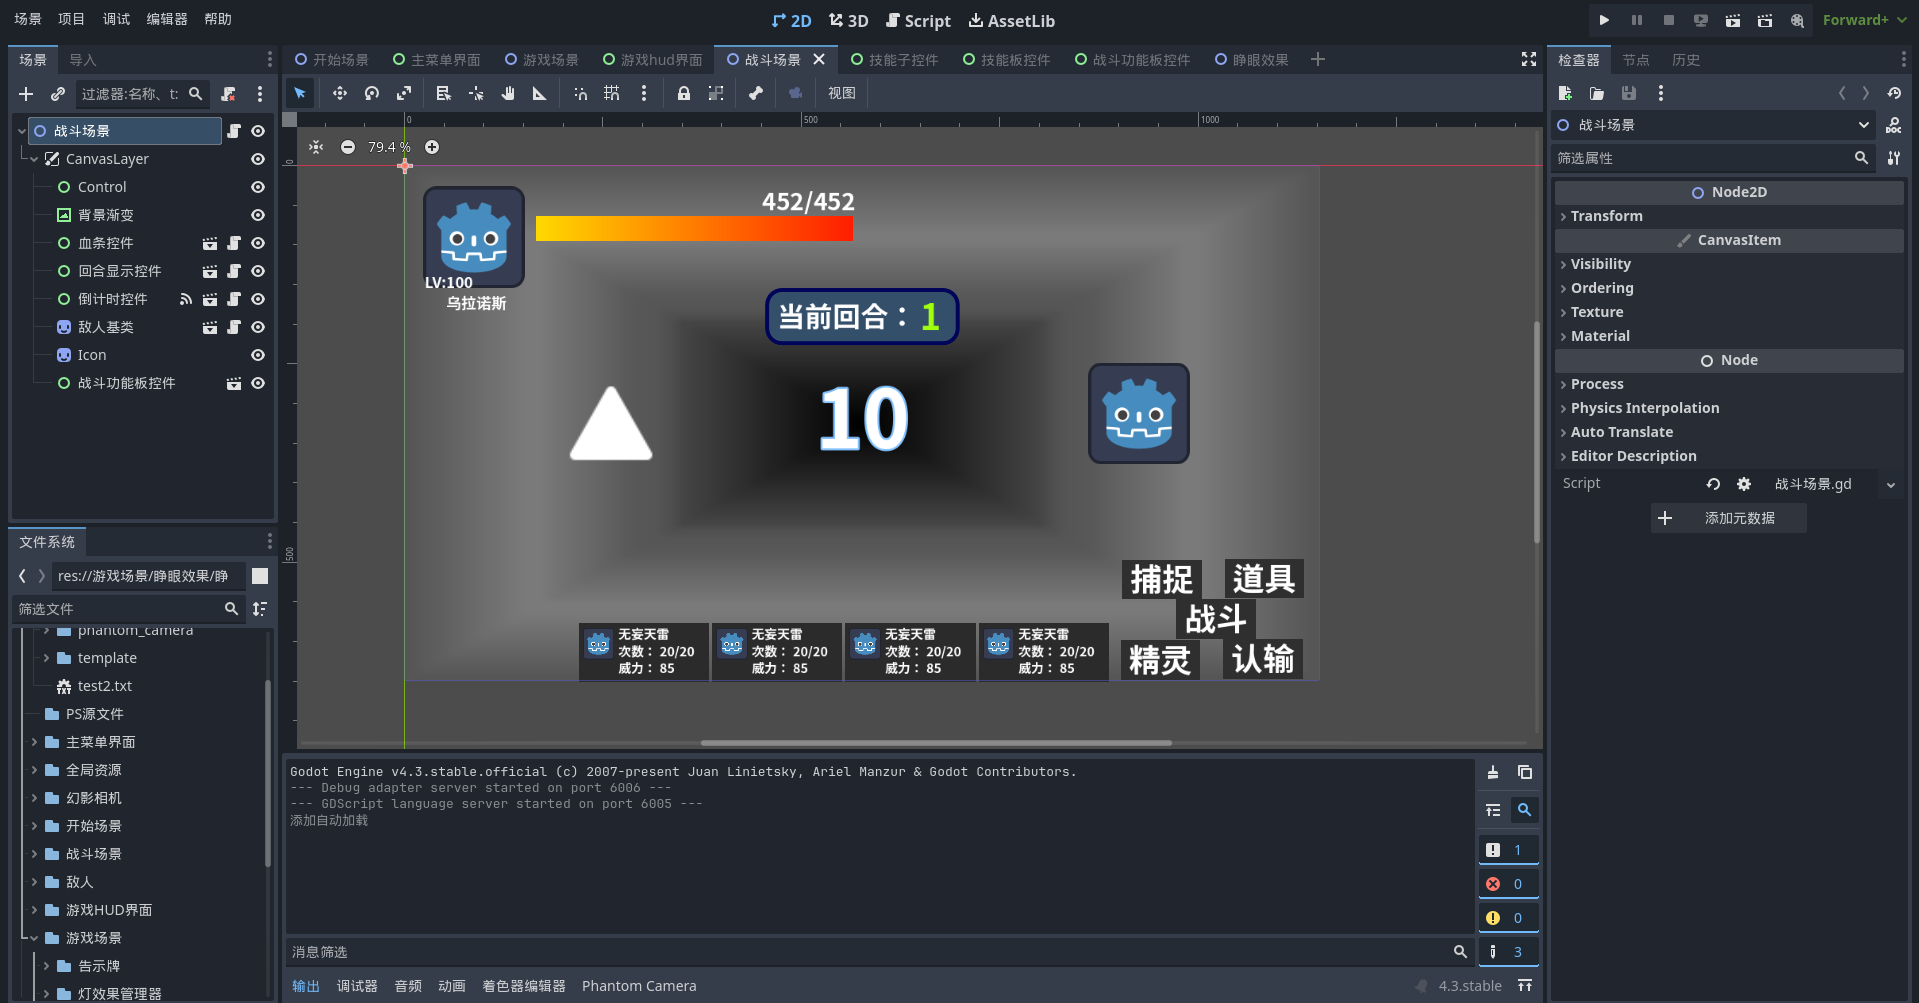 场景 项目 调试 编辑器 帮助
2D 3D Script AssetLib
Forward+
场景 导入
过滤器:名称、t:
战斗场景
CanvasLayer
Control
背景渐变
血条控件
回合显示控件
倒计时控件
敌人基类
Icon
战斗功能板控件
文件系统
res://游戏场景/睁眼效果/睁
筛选文件
phantom_camera
template
test2.txt
PS源文件
主菜单界面
全局资源
幻影相机
开始场景
战斗场景
敌人
游戏HUD界面
游戏场景
告示牌
灯效果管理器
开始场景 主菜单界面 游戏场景 游戏hud界面 战斗场景 技能子控件 技能板控件 战斗功能板控件 睁眼效果
视图
0 500 1000
79.4 %
0
500
452/452
LV:100
乌拉诺斯
当前回合： 1
10
捕捉 道具
战斗
精灵 认输
无妄天雷 无妄天雷 无妄天雷 无妄天雷
次数： 20/20 次数： 20/20 次数： 20/20 次数： 20/20
威力： 85 威力： 85 威力： 85 威力： 85
Godot Engine v4.3.stable.official (c) 2007-present Juan Linietsky, Ariel Manzur & Godot Contributors.
--- Debug adapter server started on port 6006 ---
--- GDScript language server started on port 6005 ---
添加自动加载
1
0
0
3
消息筛选
输出 调试器 音频 动画 着色器编辑器 Phantom Camera
4.3.stable
检查器 节点 历史
战斗场景
DOC
筛选属性
Node2D
Transform
CanvasItem
Visibility
Ordering
Texture
Material
Node
Process
Physics Interpolation
Auto Translate
Editor Description
Script 战斗场景.gd
添加元数据